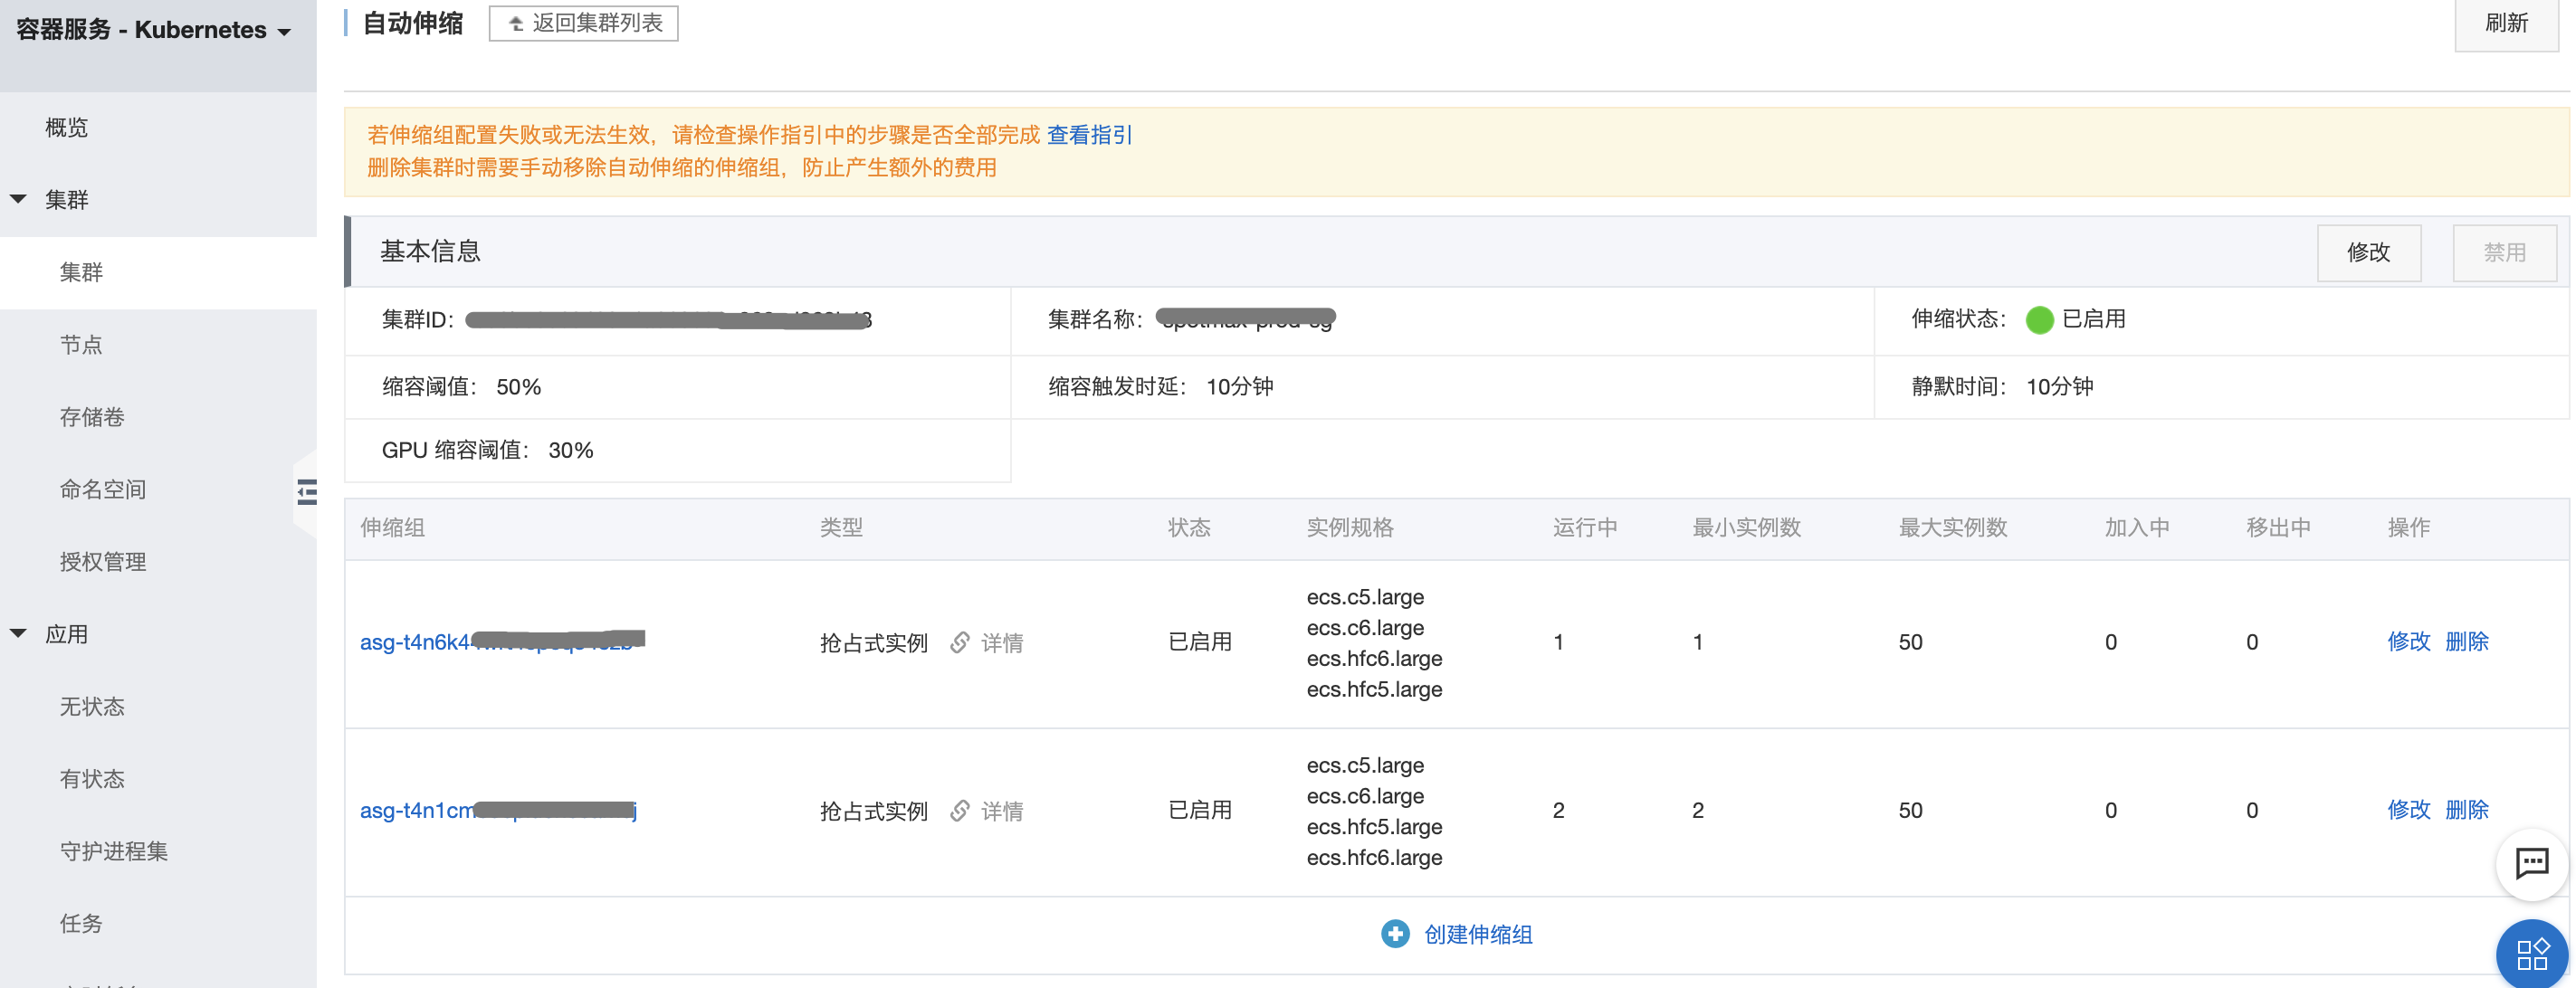 容器服务 - Kubernetes
概览
集群
集群
节点
存储卷
命名空间
授权管理
应用
无状态
有状态
守护进程集
任务
自动伸缩
返回集群列表
刷新
若伸缩组配置失败或无法生效，请检查操作指引中的步骤是否全部完成 查看指引
删除集群时需要手动移除自动伸缩的伸缩组，防止产生额外的费用
基本信息
修改
禁用
集群ID：
集群名称：
伸缩状态： 已启用
缩容阈值： 50%
缩容触发时延： 10分钟
静默时间： 10分钟
GPU 缩容阈值： 30%
伸缩组 类型 状态 实例规格 运行中 最小实例数 最大实例数 加入中 移出中 操作
asg-t4n6k4 抢占式实例 详情 已启用
ecs.c5.large
ecs.c6.large
ecs.hfc6.large
ecs.hfc5.large
1 1 50 0 0 修改 删除
asg-t4n1cm 抢占式实例 详情 已启用
ecs.c5.large
ecs.c6.large
ecs.hfc5.large
ecs.hfc6.large
2 2 50 0 0 修改 删除
创建伸缩组